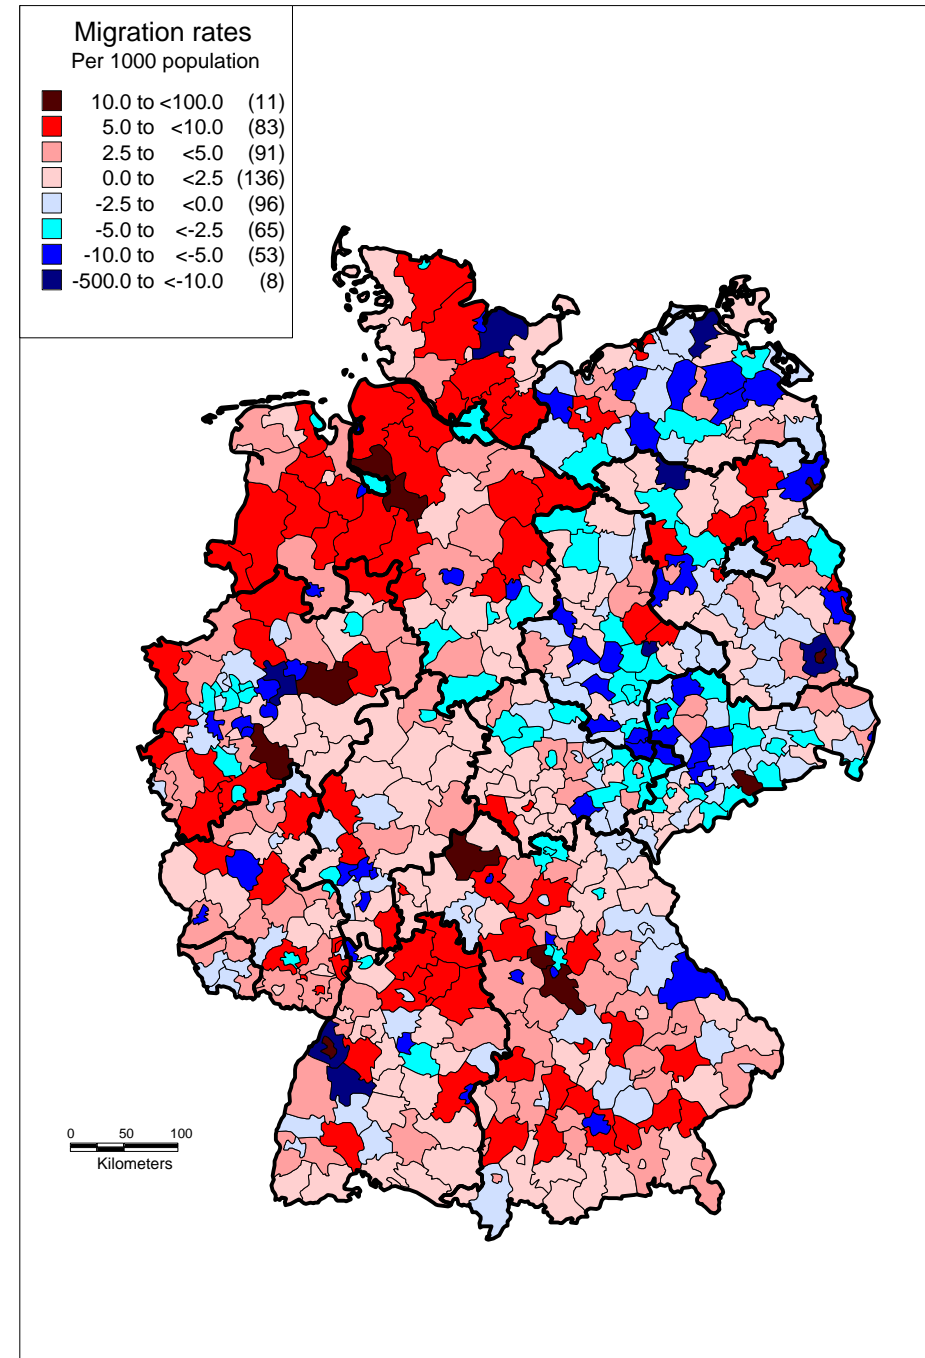 Migration rates
Per 1000 population
10.0 to <100.0 (11)
5.0 to <10.0 (83)
2.5 to <5.0 (91)
0.0 to <2.5 (136)
-2.5 to <0.0 (96)
-5.0 to <-2.5 (65)
-10.0 to <-5.0 (53)
-500.0 to <-10.0 (8)
0 50 100
Kilometers